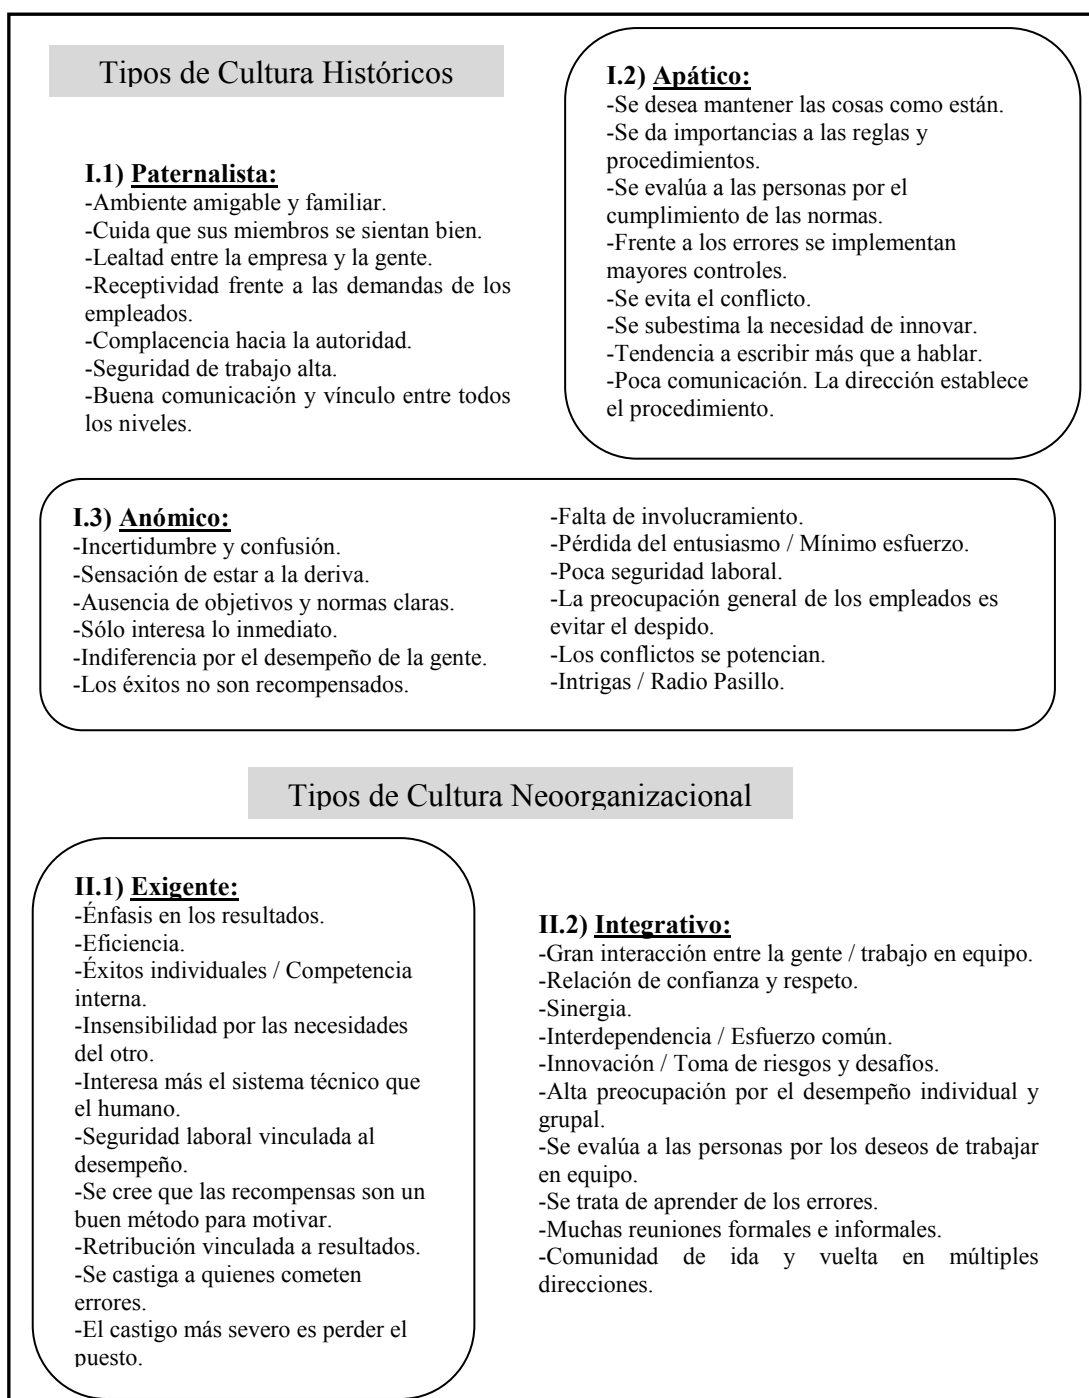 Tipos de Cultura Históricos
I.1) Paternalista:
-Ambiente amigable y familiar.
-Cuida que sus miembros se sientan bien.
-Lealtad entre la empresa y la gente.
-Receptividad frente a las demandas de los
empleados.
-Complacencia hacia la autoridad.
-Seguridad de trabajo alta.
-Buena comunicación y vínculo entre todos
los niveles.
I.2) Apático:
-Se desea mantener las cosas como están.
-Se da importancias a las reglas y
procedimientos.
-Se evalúa a las personas por el
cumplimiento de las normas.
-Frente a los errores se implementan
mayores controles.
-Se evita el conflicto.
-Se subestima la necesidad de innovar.
-Tendencia a escribir más que a hablar.
-Poca comunicación. La dirección establece
el procedimiento.
I.3) Anómico:
-Incertidumbre y confusión.
-Sensación de estar a la deriva.
-Ausencia de objetivos y normas claras.
-Sólo interesa lo inmediato.
-Indiferencia por el desempeño de la gente.
-Los éxitos no son recompensados.
-Falta de involucramiento.
-Pérdida del entusiasmo / Mínimo esfuerzo.
-Poca seguridad laboral.
-La preocupación general de los empleados es
evitar el despido.
-Los conflictos se potencian.
-Intrigas / Radio Pasillo.
Tipos de Cultura Neoorganizacional
II.1) Exigente:
-Énfasis en los resultados.
-Eficiencia.
-Éxitos individuales / Competencia
interna.
-Insensibilidad por las necesidades
del otro.
-Interesa más el sistema técnico que
el humano.
-Seguridad laboral vinculada al
desempeño.
-Se cree que las recompensas son un
buen método para motivar.
-Retribución vinculada a resultados.
-Se castiga a quienes cometen
errores.
-El castigo más severo es perder el
puesto.
II.2) Integrativo:
-Gran interacción entre la gente / trabajo en equipo.
-Relación de confianza y respeto.
-Sinergia.
-Interdependencia / Esfuerzo común.
-Innovación / Toma de riesgos y desafíos.
-Alta preocupación por el desempeño individual y
grupal.
-Se evalúa a las personas por los deseos de trabajar
en equipo.
-Se trata de aprender de los errores.
-Muchas reuniones formales e informales.
-Comunidad de ida y vuelta en múltiples
direcciones.